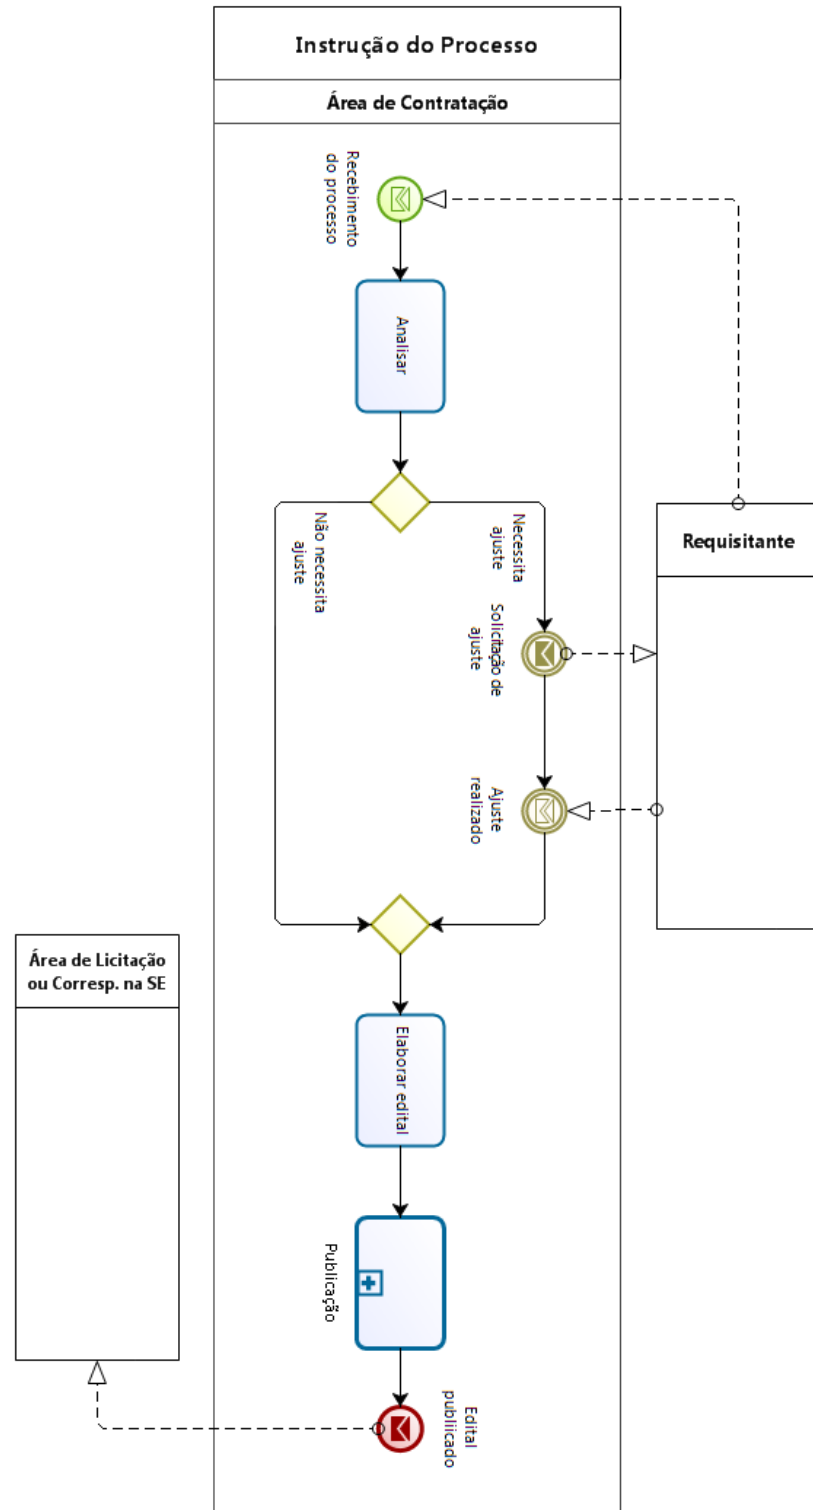 Instrução do Processo
Área de Contratação
Recebimento
do processo
Analisar
Necessita
ajuste
Não necessita
ajuste
Requisitante
Solicitação de
ajuste
Ajuste
realizado
Área de Licitação
ou Corresp. na SE
Elaborar edital
Publicação
Edital
publiicado